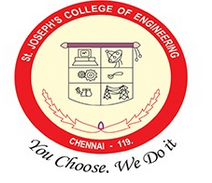 St. JOSEPH'S COLLEGE OF ENGINEERING
CHENNAI - 119.
You Choose, We Do it